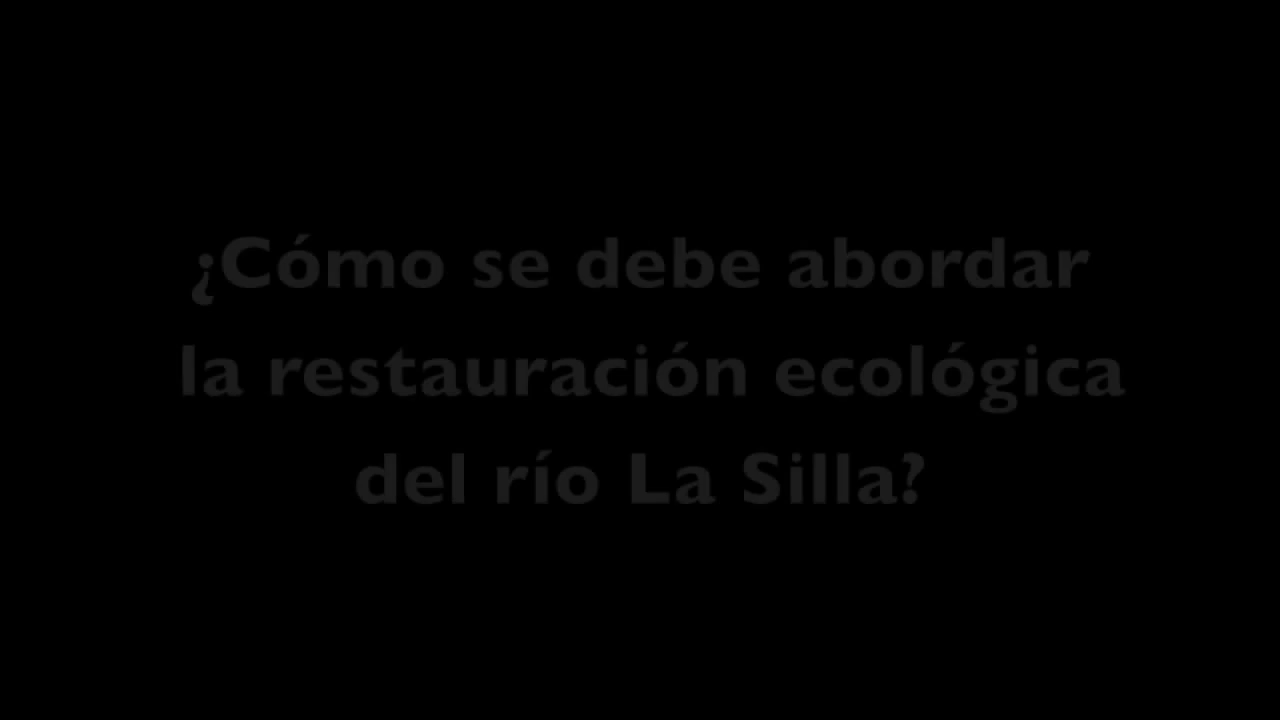 ¿Cómo se debe abordar
la restauración ecológica
del río La Silla?